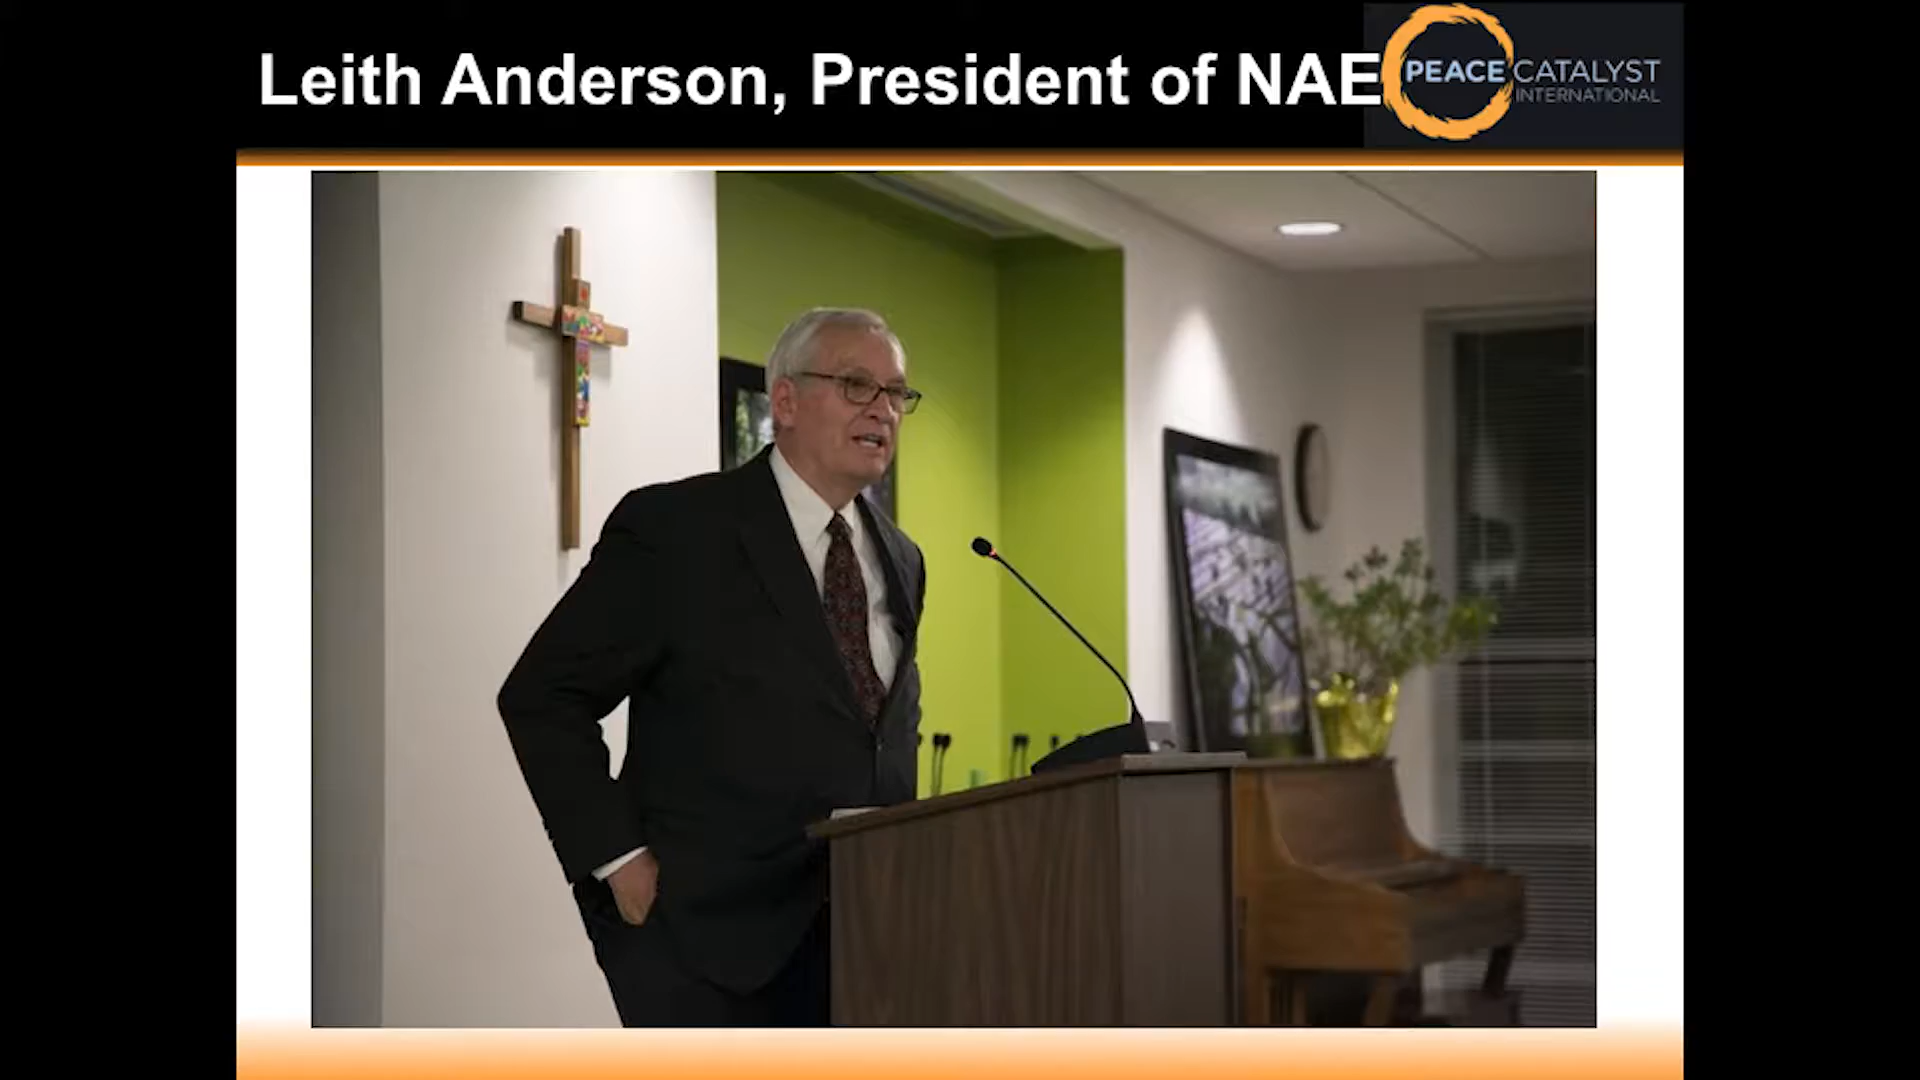 Leith Anderson, President of NAE
PEACE CATALYST
INTERNATIONAL